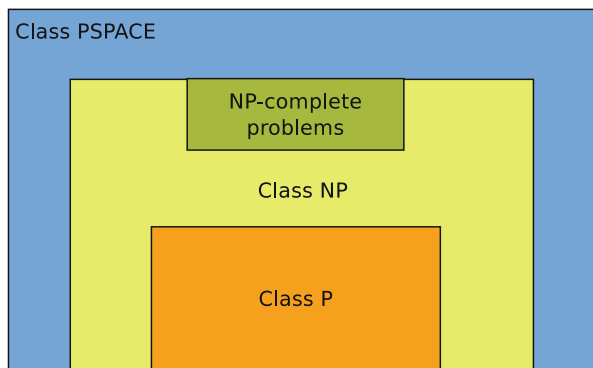 Class PSPACE
NP-complete
problems
Class NP
Class P